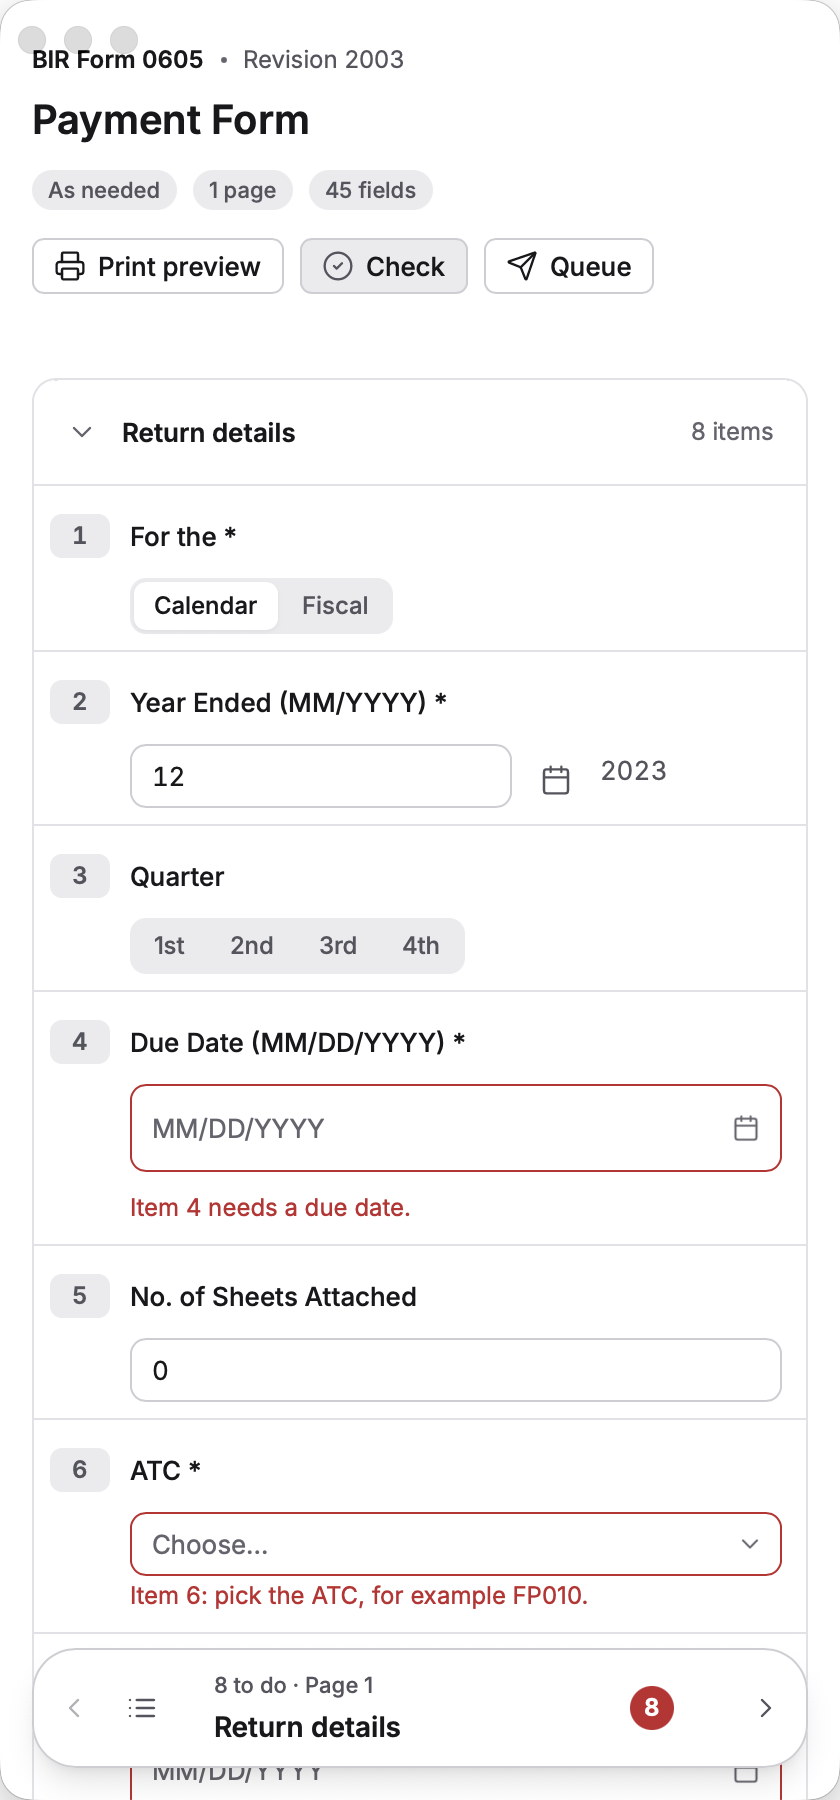 BIR Form 0605 • Revision 2003
Payment Form
As needed 1 page 45 fields
Print preview Check Queue
Return details 8 items
1 For the *
Calendar Fiscal
2 Year Ended (MM/YYYY) *
12 2023
3 Quarter
1st 2nd 3rd 4th
4 Due Date (MM/DD/YYYY) *
MM/DD/YYYY
Item 4 needs a due date.
5 No. of Sheets Attached
0
6 ATC *
Choose...
Item 6: pick the ATC, for example FP010.
8 to do · Page 1
Return details 8
MM/DD/YYYY